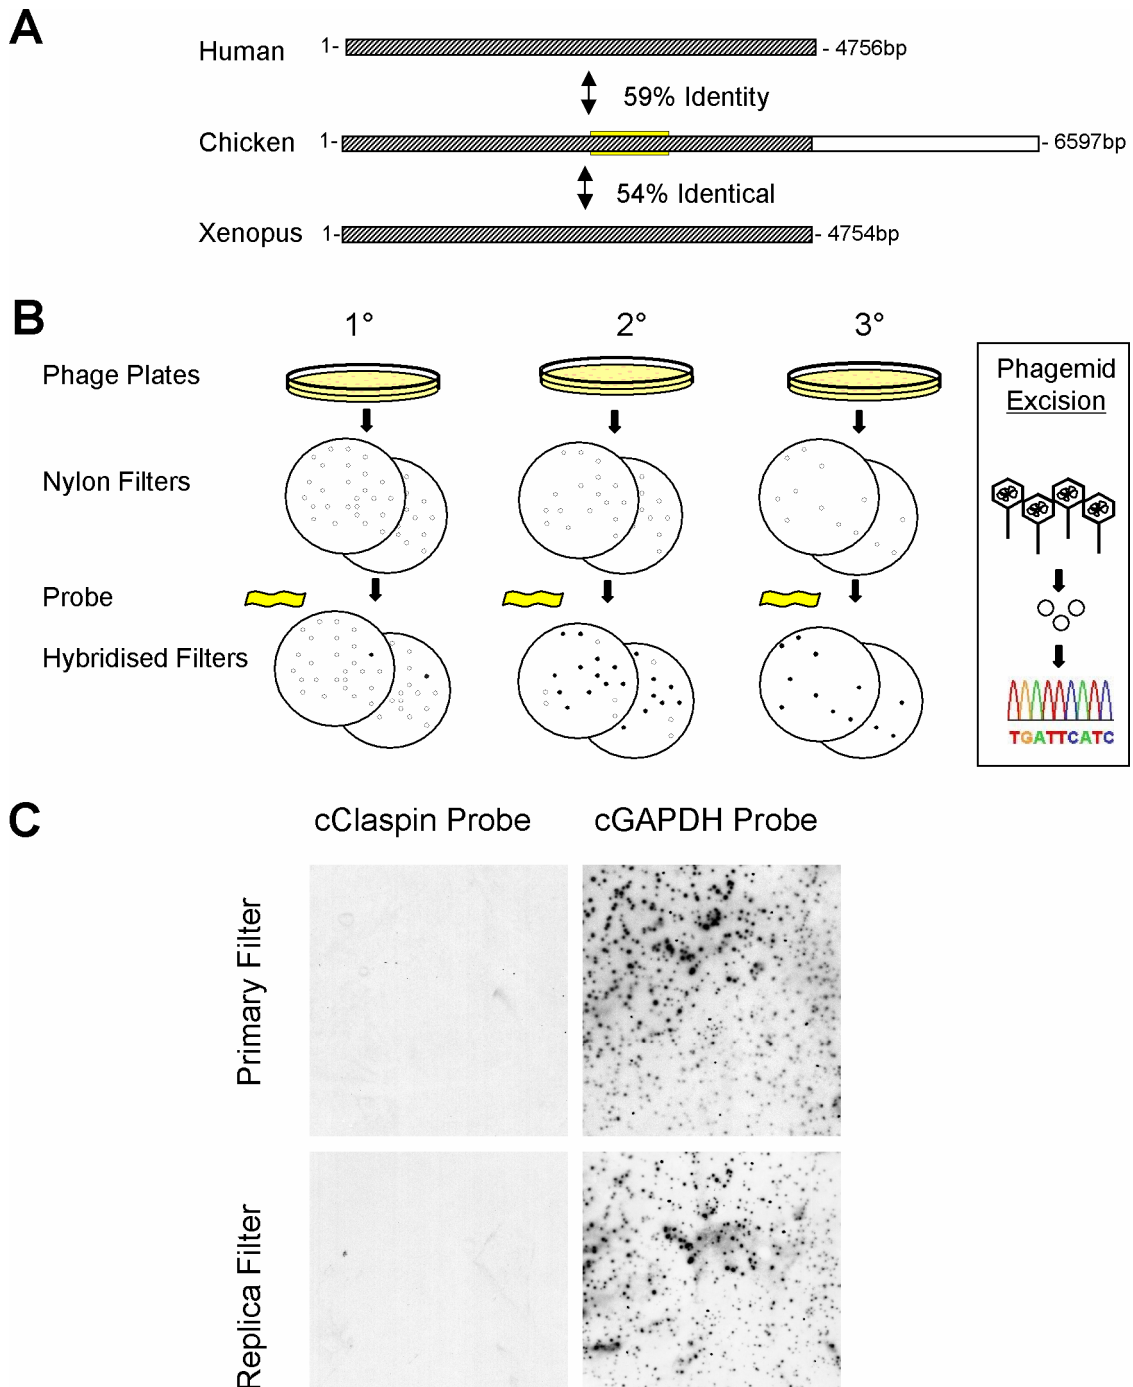 A
Human 1- - 4756bp
59% Identity
Chicken 1- - 6597bp
54% Identical
Xenopus 1- - 4754bp
B
1° 2° 3°
Phage Plates
Nylon Filters
Probe
Hybridised Filters
Phagemid
Excision
TGATTCATC
C
cClaspin Probe cGAPDH Probe
Primary Filter
Replica Filter